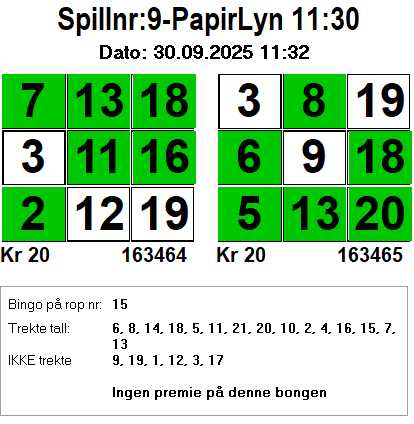 Spillnr:9-PapirLyn 11:30
Dato: 30.09.2025 11:32
7 13 18 3 8 19
3 11 16 6 9 18
2 12 19 5 13 20
Kr 20 163464 Kr 20 163465
Bingo på rop nr: 15
Trekte tall: 6, 8, 14, 18, 5, 11, 21, 20, 10, 2, 4, 16, 15, 7,
13
IKKE trekte 9, 19, 1, 12, 3, 17
Ingen premie på denne bongen